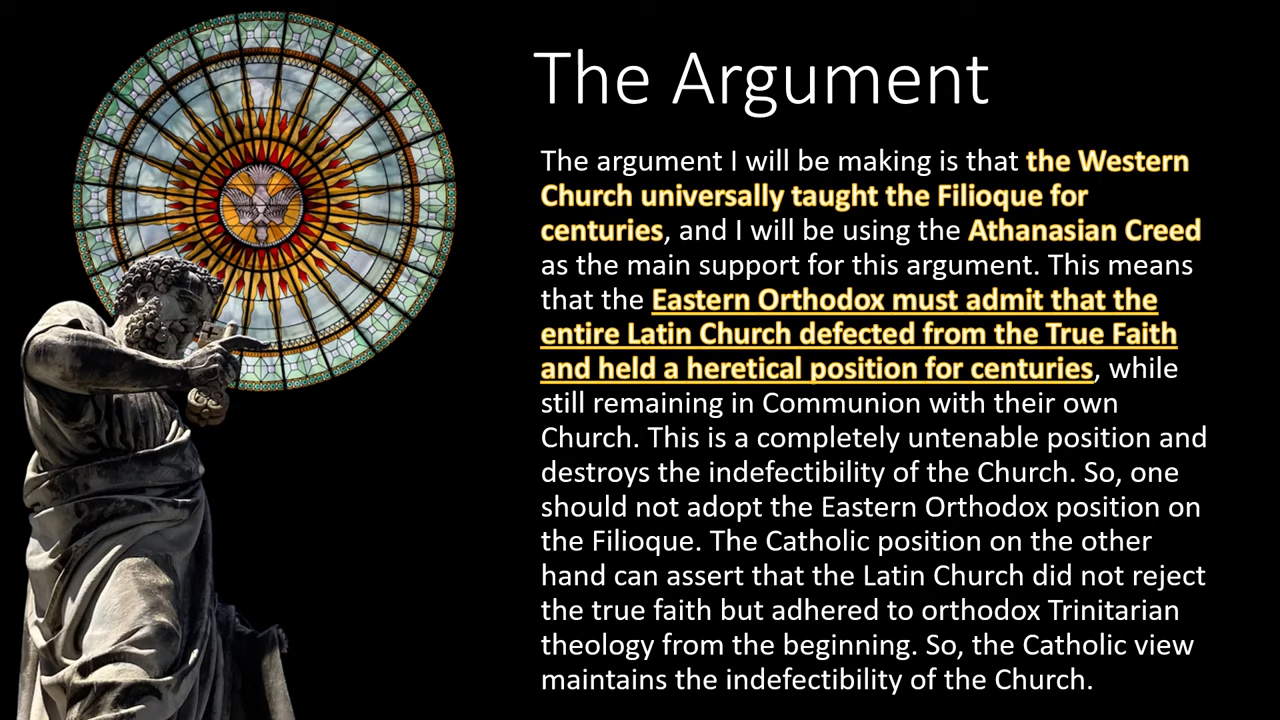 The Argument
The argument I will be making is that the Western
Church universally taught the Filioque for
centuries, and I will be using the Athanasian Creed
as the main support for this argument. This means
that the Eastern Orthodox must admit that the
entire Latin Church defected from the True Faith
and held a heretical position for centuries, while
still remaining in Communion with their own
Church. This is a completely untenable position and
destroys the indefectibility of the Church. So, one
should not adopt the Eastern Orthodox position on
the Filioque. The Catholic position on the other
hand can assert that the Latin Church did not reject
the true faith but adhered to orthodox Trinitarian
theology from the beginning. So, the Catholic view
maintains the indefectibility of the Church.